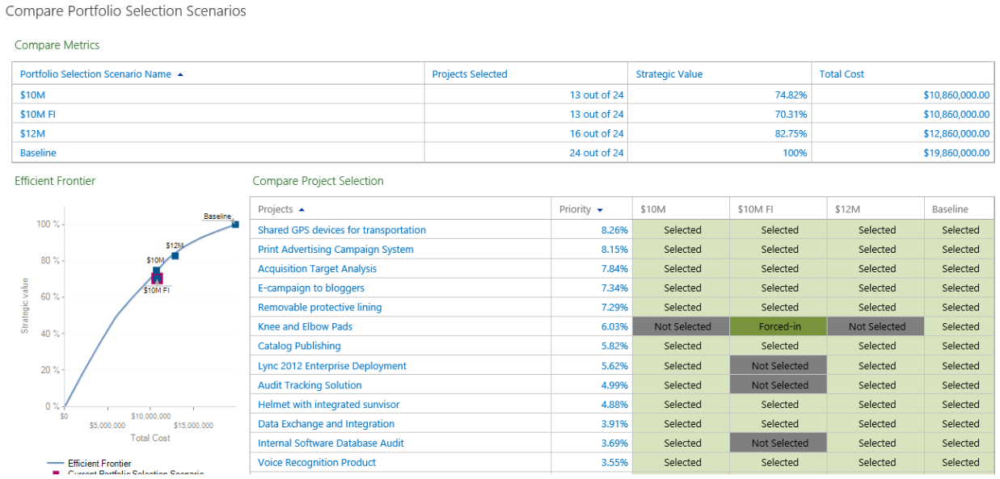 Compare Portfolio Selection Scenarios
Compare Metrics
Portfolio Selection Scenario Name Projects Selected Strategic Value Total Cost
$10M 13 out of 24 74.82% $10,860,000.00
$10M FI 13 out of 24 70.31% $10,860,000.00
$12M 16 out of 24 82.75% $12,860,000.00
Baseline 24 out of 24 100% $19,860,000.00
Efficient Frontier
100 %
80 %
60 %
40 %
20 %
0 %
Strategic value
Baseline
$12M
$10M
$10M FI
$0 $10,000,000
$5,000,000 $15,000,000
Total Cost
Efficient Frontier
Current Portfolio Selection Scenario
Compare Project Selection
Projects Priority $10M $10M FI $12M Baseline
Shared GPS devices for transportation 8.26% Selected Selected Selected Selected
Print Advertising Campaign System 8.15% Selected Selected Selected Selected
Acquisition Target Analysis 7.84% Selected Selected Selected Selected
E-campaign to bloggers 7.34% Selected Selected Selected Selected
Removable protective lining 7.29% Selected Selected Selected Selected
Knee and Elbow Pads 6.03% Not Selected Forced-in Not Selected Selected
Catalog Publishing 5.82% Selected Selected Selected Selected
Lync 2012 Enterprise Deployment 5.62% Selected Not Selected Selected Selected
Audit Tracking Solution 4.99% Selected Not Selected Selected Selected
Helmet with integrated sunvisor 4.88% Selected Selected Selected Selected
Data Exchange and Integration 3.91% Selected Selected Selected Selected
Internal Software Database Audit 3.69% Selected Not Selected Selected Selected
Voice Recognition Product 3.55% Selected Selected Selected Selected